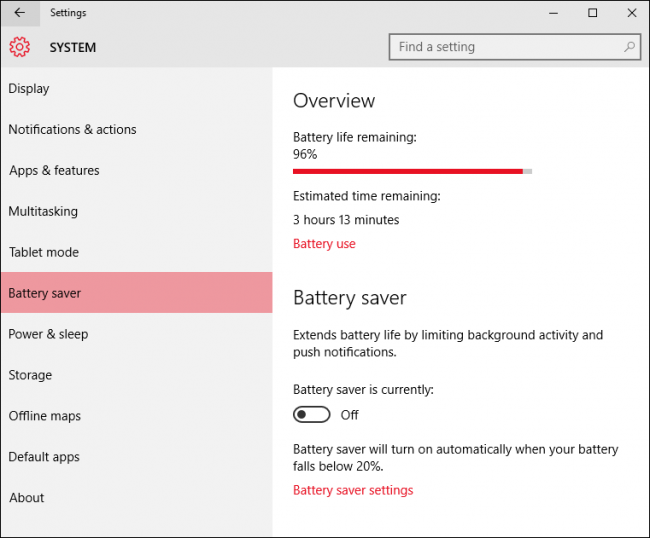 Settings
SYSTEM
Find a setting
Display
Notifications & actions
Apps & features
Multitasking
Tablet mode
Battery saver
Power & sleep
Storage
Offline maps
Default apps
About
Overview
Battery life remaining:
96%
Estimated time remaining:
3 hours 13 minutes
Battery use
Battery saver
Extends battery life by limiting background activity and
push notifications.
Battery saver is currently:
Off
Battery saver will turn on automatically when your battery
falls below 20%.
Battery saver settings